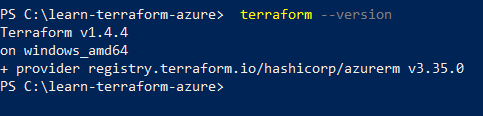 PS C:\learn-terraform-azure>  terraform --version
Terraform v1.4.4
on windows_amd64
+ provider registry.terraform.io/hashicorp/azurerm v3.35.0
PS C:\learn-terraform-azure>